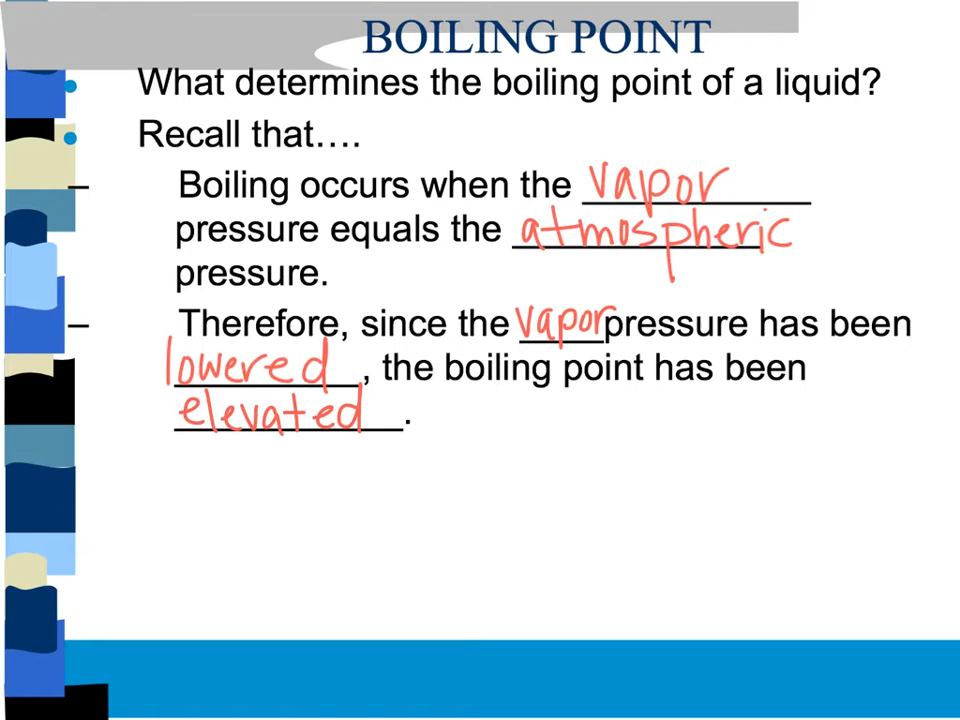 BOILING POINT
• What determines the boiling point of a liquid?
• Recall that….
– Boiling occurs when the vapor
pressure equals the atmospheric
pressure.
– Therefore, since the vapor pressure has been
lowered, the boiling point has been
elevated.